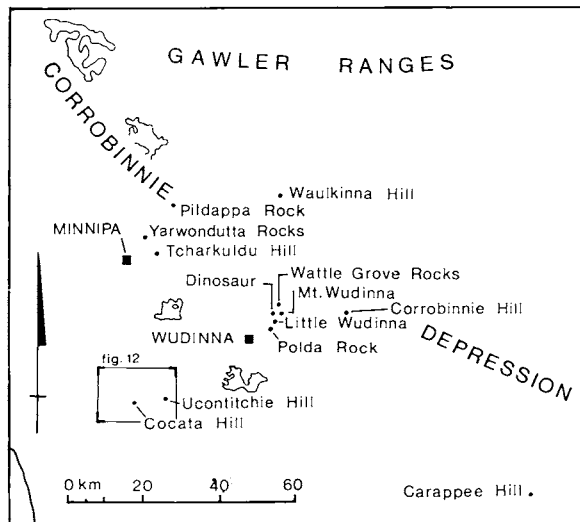 GAWLER RANGES
CORROBINNIE
Waulkinna Hill
Pildappa Rock
Yarwondutta Rocks
MINNIPA
Tcharkuldu Hill
Wattle Grove Rocks
Dinosaur
Mt. Wudinna
Corrobinnie Hill
Little Wudinna
WUDINNA
Polda Rock
DEPRESSION
fig. 12
Ucontitchie Hill
Cocata Hill
0 km 20 40 60
Carappee Hill